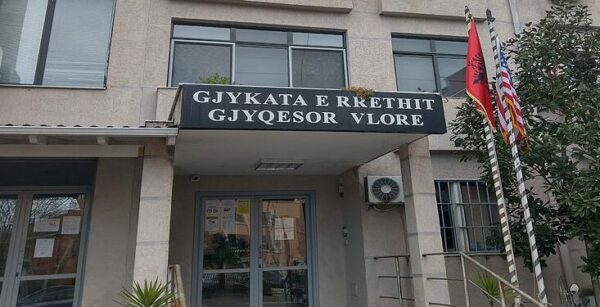 GJYKATA E RRETHIT
GJYQESOR VLORE